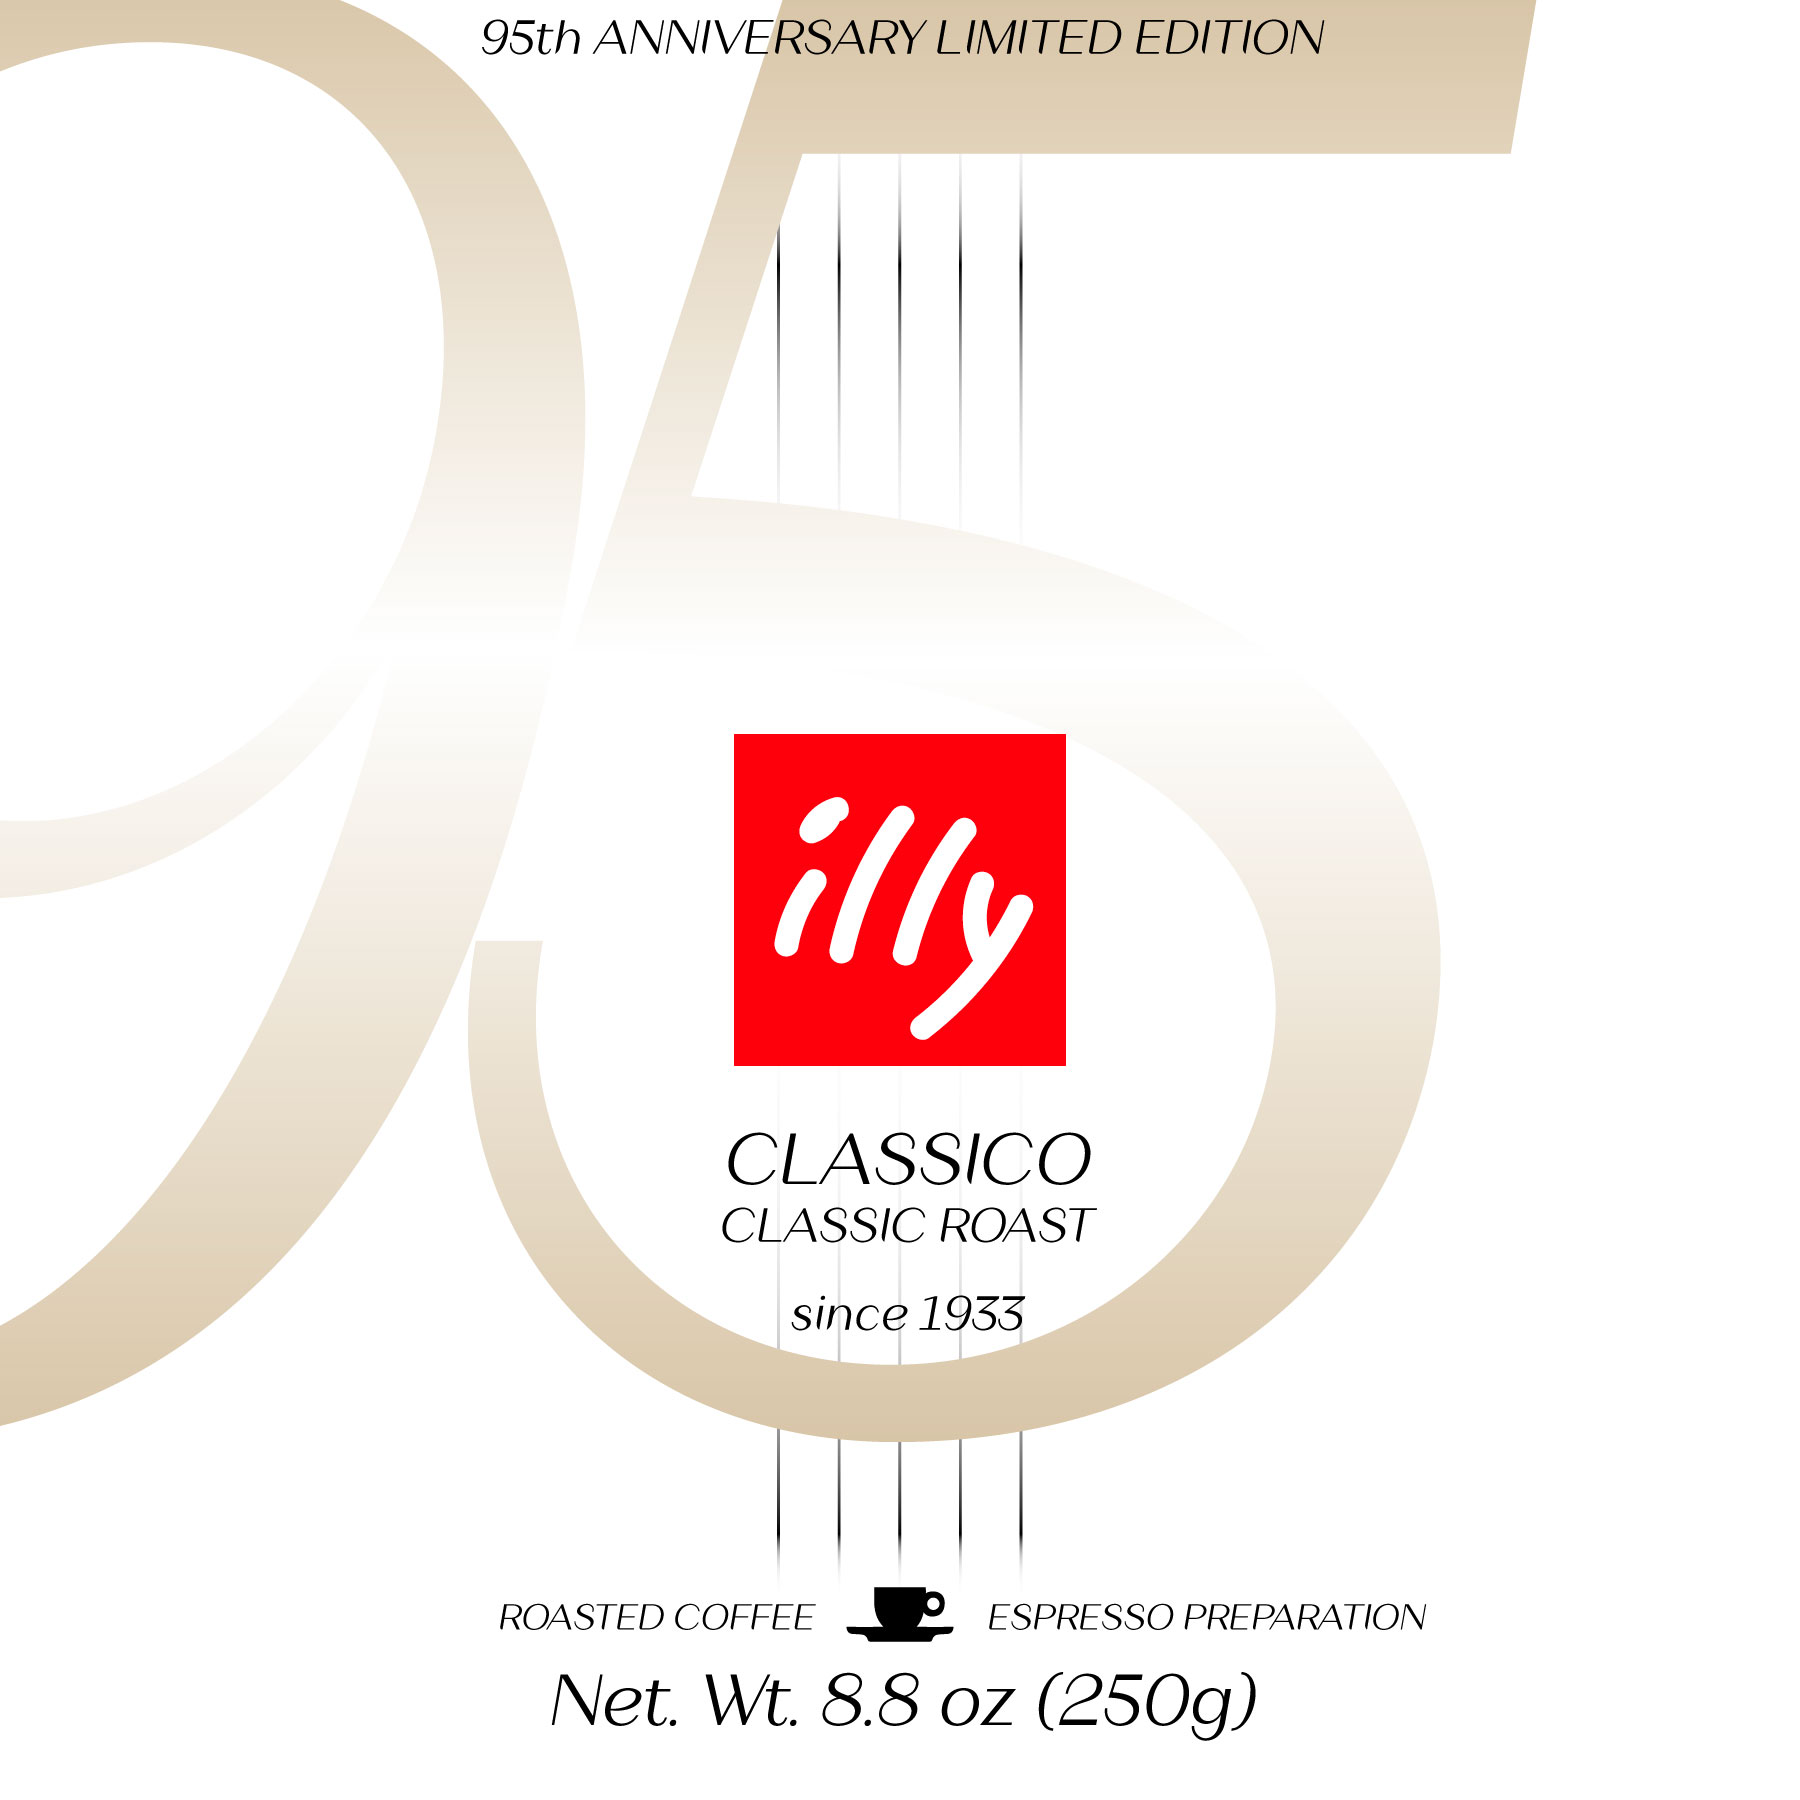 95th ANNIVERSARY LIMITED EDITION
95
illy
CLASSICO
CLASSIC ROAST
since 1933
ROASTED COFFEE ESPRESSO PREPARATION
Net. Wt. 8.8 oz (250g)